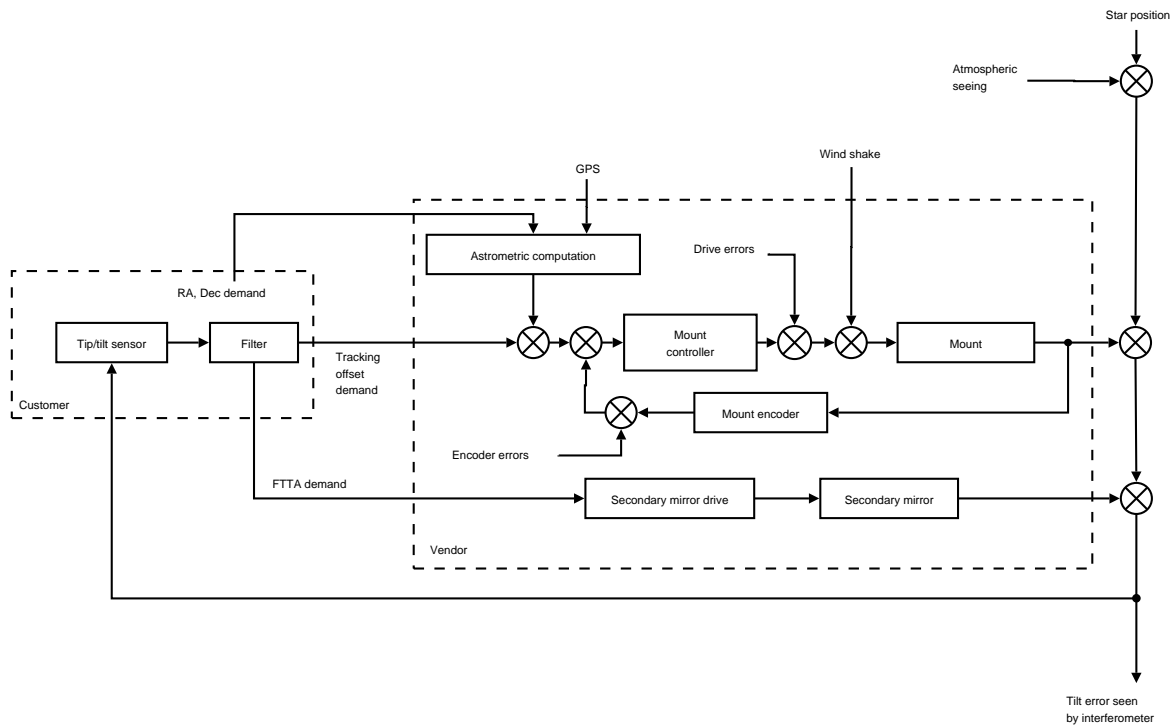 Star position
Atmospheric
seeing
Wind shake
GPS
Astrometric computation
Drive errors
RA, Dec demand
Tip/tilt sensor
Filter
Tracking
offset
demand
Mount
controller
Mount
Customer
Mount encoder
Encoder errors
FTTA demand
Secondary mirror drive
Secondary mirror
Vendor
Tilt error seen
by interferometer